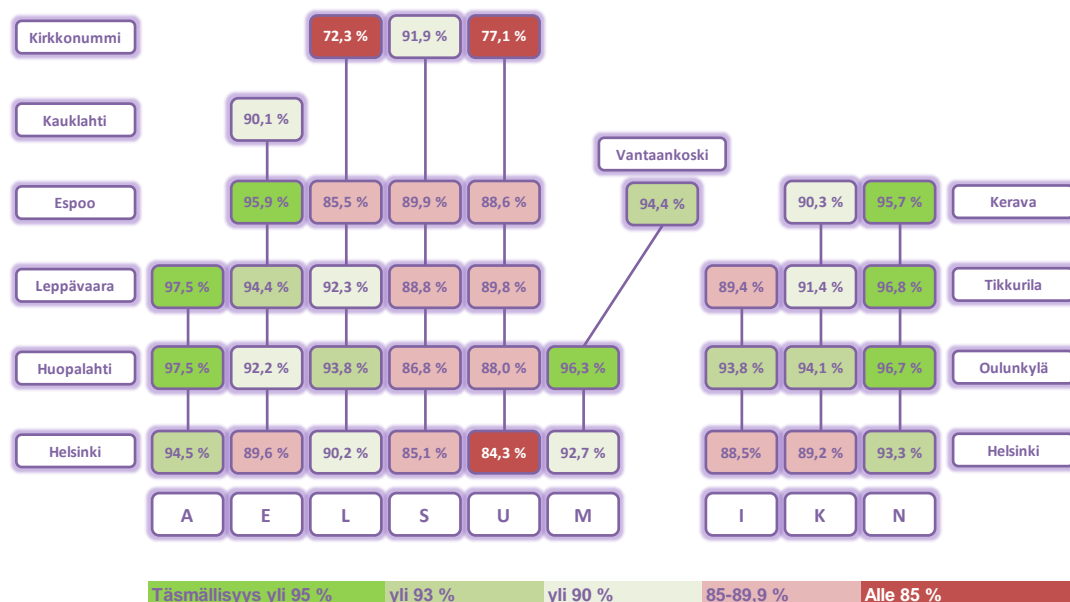 Kirkkonummi 72,3 % 91,9 % 77,1 %
Kauklahti 90,1 %
Vantaankoski
Espoo 95,9 % 85,5 % 89,9 % 88,6 % 94,4 % 90,3 % 95,7 % Kerava
Leppävaara 97,5 % 94,4 % 92,3 % 88,8 % 89,8 % 89,4 % 91,4 % 96,8 % Tikkurila
Huopalahti 97,5 % 92,2 % 93,8 % 86,8 % 88,0 % 96,3 % 93,8 % 94,1 % 96,7 % Oulunkylä
Helsinki 94,5 % 89,6 % 90,2 % 85,1 % 84,3 % 92,7 % 88,5% 89,2 % 93,3 % Helsinki
A E L S U M I K N
Täsmällisyys yli 95 % yli 93 % yli 90 % 85-89,9 % Alle 85 %